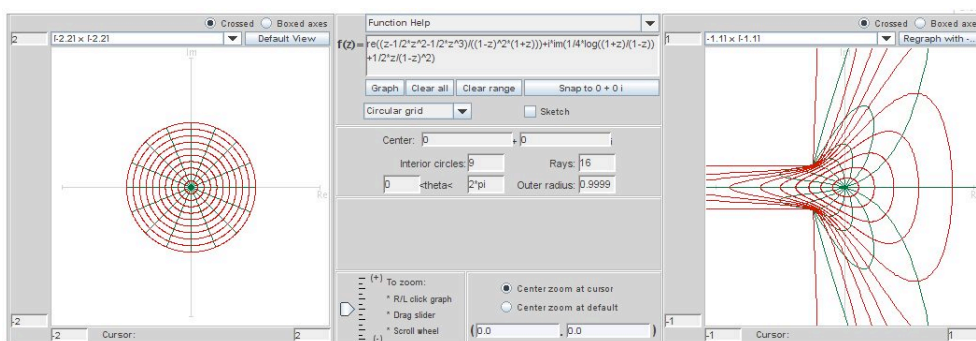 Crossed Boxed axes
2 [-2.2] x [-2.2] Default View
Im
Re
-2
-2 Cursor: 2
Function Help
f(z)= re((z-1/2*z^2-1/2*z^3)/((1-z)^2*(1+z)))+i*im(1/4*log((1+z)/(1-z))
+1/2*z/(1-z)^2)
Graph Clear all Clear range Snap to 0 + 0 i
Circular grid Sketch
Center: 0 + 0 i
Interior circles: 9 Rays: 16
0 <theta< 2*pi Outer radius: 0.9999
(+) To zoom:
* R/L click graph
* Drag slider
* Scroll wheel
(-)
Center zoom at cursor
Center zoom at default
( 0.0 , 0.0 )
Crossed Boxed axes
1 -1.1] x [-1.1] Regraph with -...
Im
-1
-1 Cursor: 1